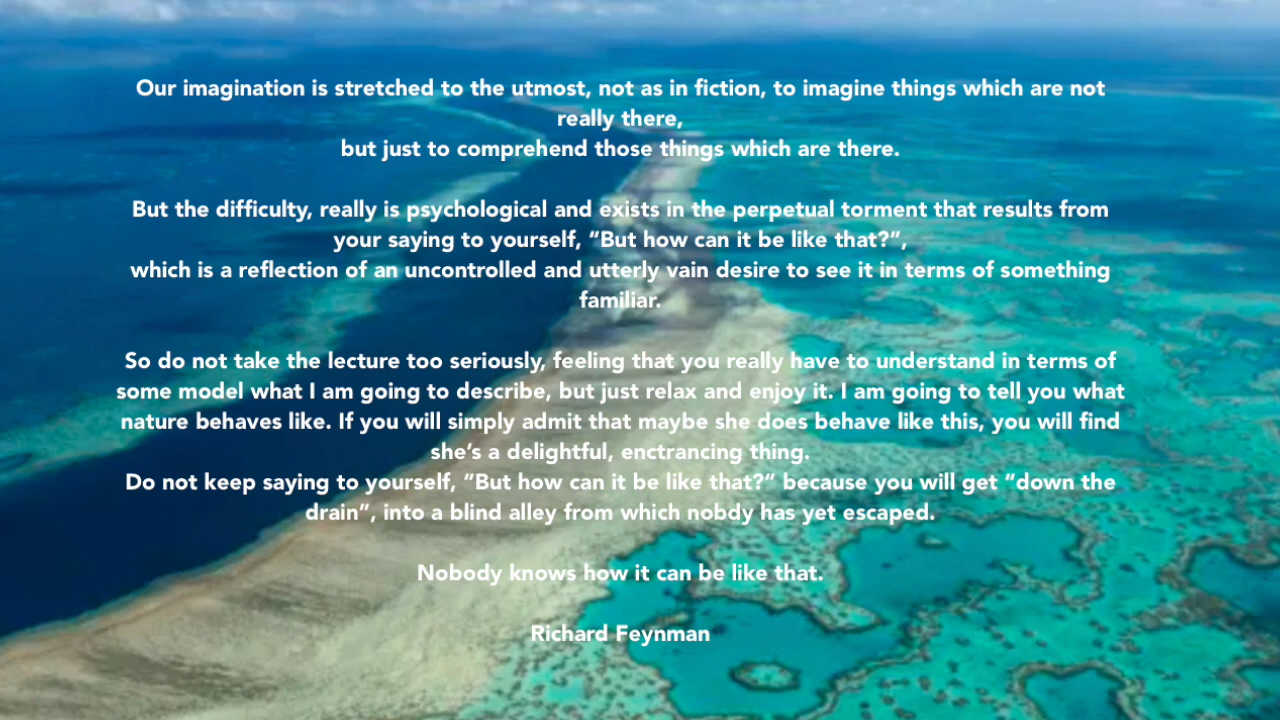 Our imagination is stretched to the utmost, not as in fiction, to imagine things which are not
really there,
but just to comprehend those things which are there.
But the difficulty, really is psychological and exists in the perpetual torment that results from
your saying to yourself, “But how can it be like that?”,
which is a reflection of an uncontrolled and utterly vain desire to see it in terms of something
familiar.
So do not take the lecture too seriously, feeling that you really have to understand in terms of
some model what I am going to describe, but just relax and enjoy it. I am going to tell you what
nature behaves like. If you will simply admit that maybe she does behave like this, you will find
she’s a delightful, enctrancing thing.
Do not keep saying to yourself, “But how can it be like that?” because you will get “down the
drain”, into a blind alley from which nobdy has yet escaped.
Nobody knows how it can be like that.
Richard Feynman